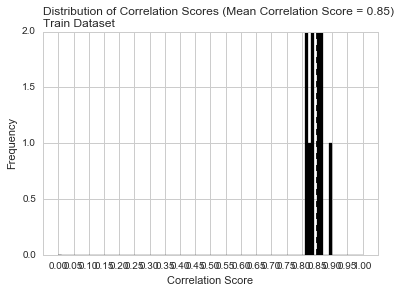 Distribution of Correlation Scores (Mean Correlation Score = 0.85)
Train Dataset
2.0
1.5
1.0
0.5
0.0
Frequency
0.00 0.05 0.10 0.15 0.20 0.25 0.30 0.35 0.40 0.45 0.50 0.55 0.60 0.65 0.70 0.75 0.80 0.85 0.90 0.95 1.00
Correlation Score